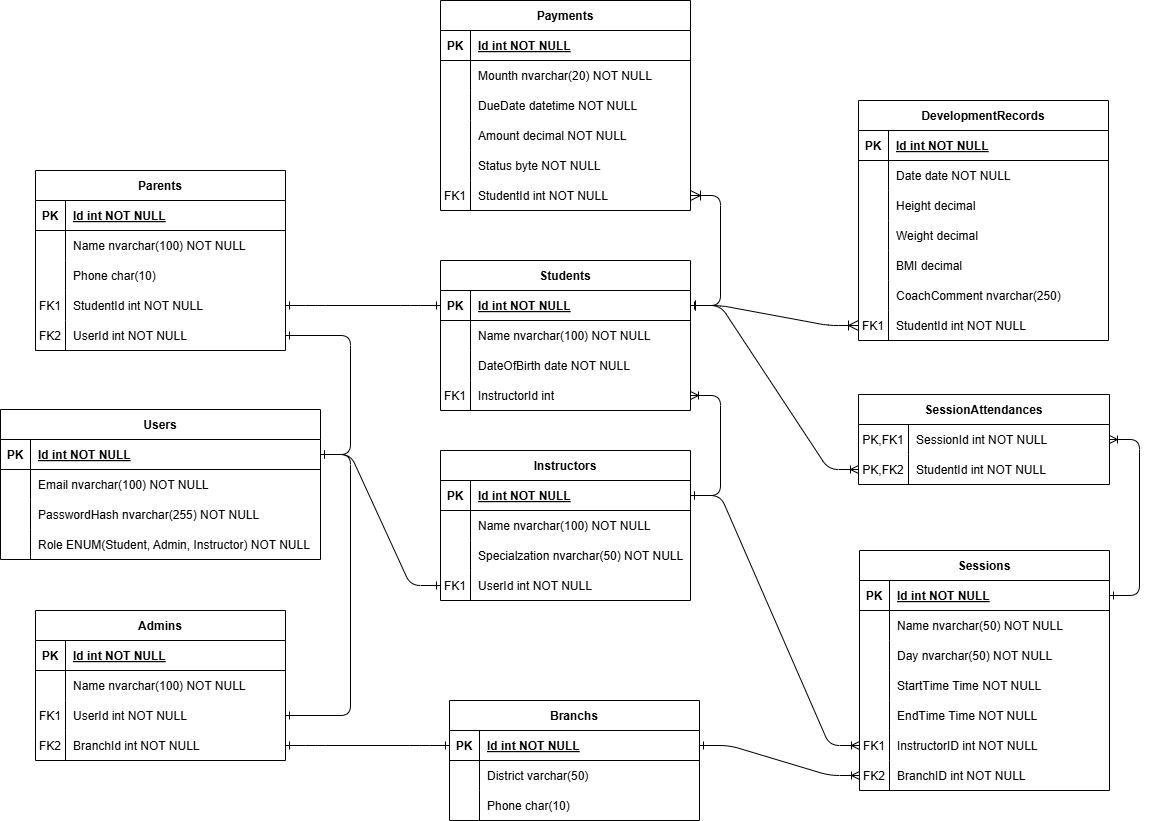 Payments
PK Id int NOT NULL
Mounth nvarchar(20) NOT NULL
DueDate datetime NOT NULL
Amount decimal NOT NULL
Status byte NOT NULL
FK1 StudentId int NOT NULL
DevelopmentRecords
PK Id int NOT NULL
Date date NOT NULL
Height decimal
Weight decimal
BMI decimal
CoachComment nvarchar(250)
FK1 StudentId int NOT NULL
Parents
PK Id int NOT NULL
Name nvarchar(100) NOT NULL
Phone char(10)
FK1 StudentId int NOT NULL
FK2 UserId int NOT NULL
Students
PK Id int NOT NULL
Name nvarchar(100) NOT NULL
DateOfBirth date NOT NULL
FK1 InstructorId int
SessionAttendances
PK,FK1 SessionId int NOT NULL
PK,FK2 StudentId int NOT NULL
Users
PK Id int NOT NULL
Email nvarchar(100) NOT NULL
PasswordHash nvarchar(255) NOT NULL
Role ENUM(Student, Admin, Instructor) NOT NULL
Instructors
PK Id int NOT NULL
Name nvarchar(100) NOT NULL
Specialzation nvarchar(50) NOT NULL
FK1 UserId int NOT NULL
Sessions
PK Id int NOT NULL
Name nvarchar(50) NOT NULL
Day nvarchar(50) NOT NULL
StartTime Time NOT NULL
EndTime Time NOT NULL
FK1 InstructorID int NOT NULL
FK2 BranchID int NOT NULL
Admins
PK Id int NOT NULL
Name nvarchar(100) NOT NULL
FK1 UserId int NOT NULL
FK2 BranchId int NOT NULL
Branchs
PK Id int NOT NULL
District varchar(50)
Phone char(10)